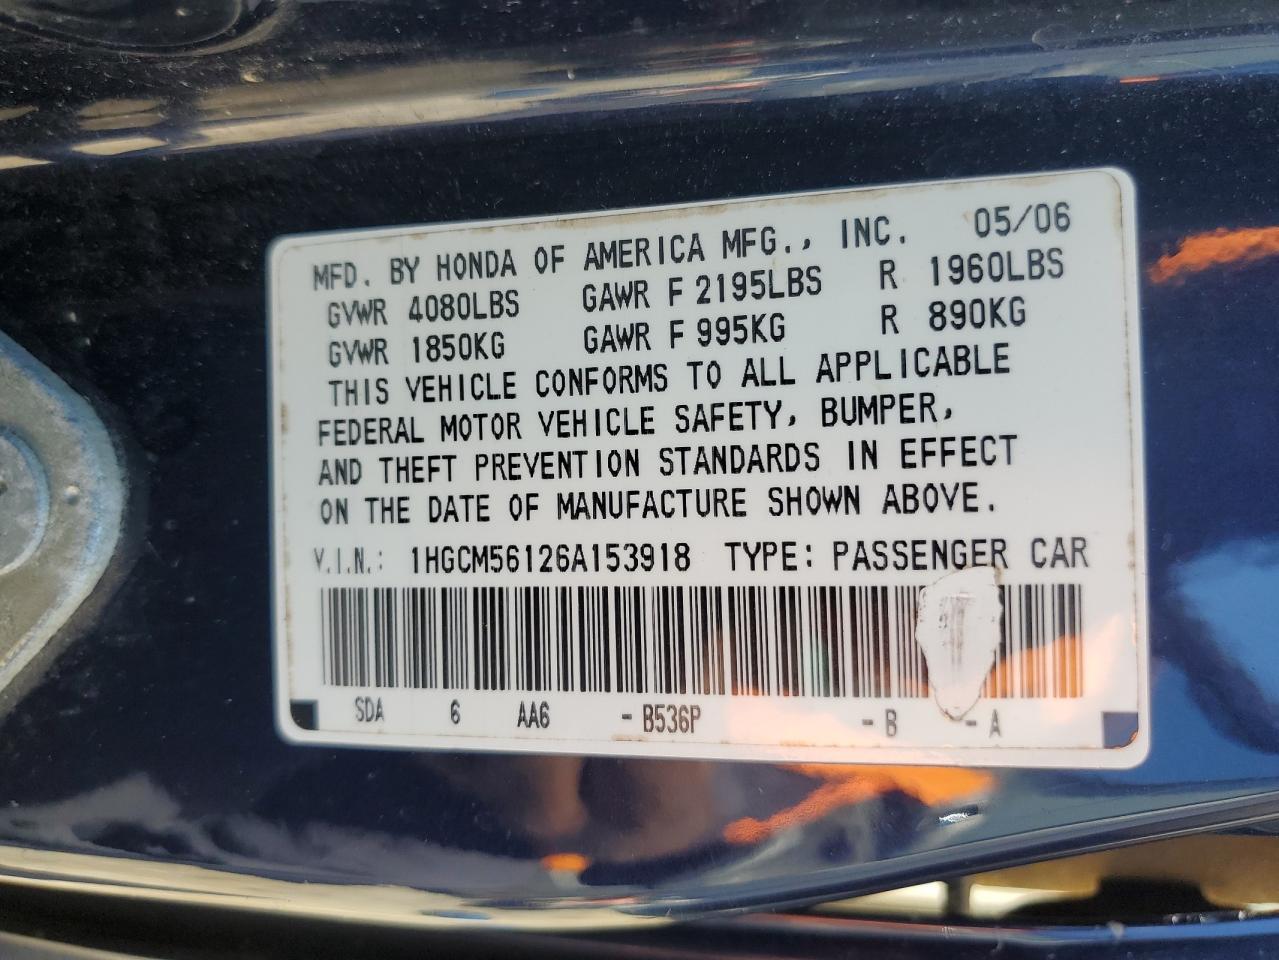 MFD. BY HONDA OF AMERICA MFG., INC. 05/06
GVWR 4080LBS GAWR F 2195LBS R 1960LBS
GVWR 1850KG GAWR F 995KG R 890KG
THIS VEHICLE CONFORMS TO ALL APPLICABLE
FEDERAL MOTOR VEHICLE SAFETY, BUMPER,
AND THEFT PREVENTION STANDARDS IN EFFECT
ON THE DATE OF MANUFACTURE SHOWN ABOVE.
V.I.N.: 1HGCM56126A153918 TYPE: PASSENGER CAR
SDA 6 AA6 -B536P -B -A